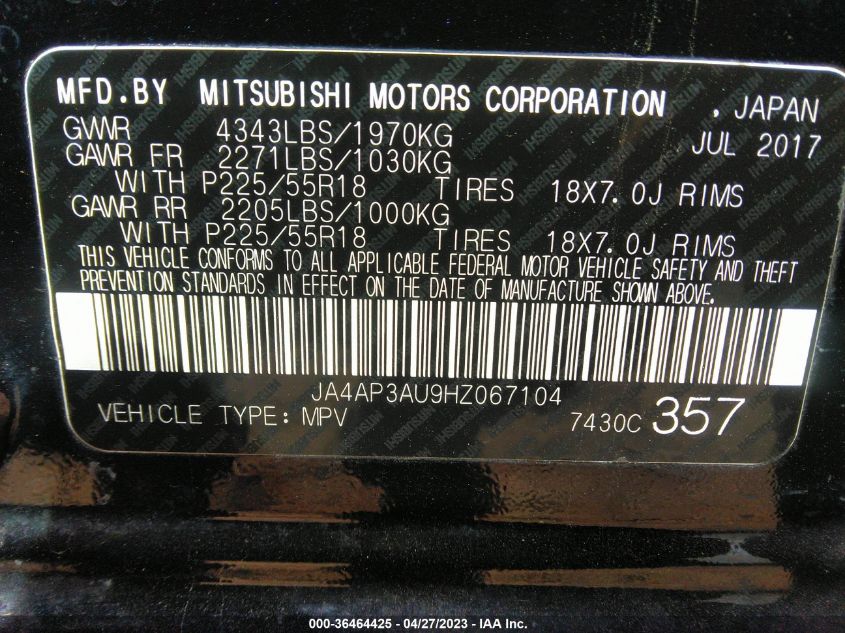 MFD.BY MITSUBISHI MOTORS CORPORATION . JAPAN
GVWR 4343LBS/1970KG JUL 2017
GAWR FR 2271LBS/1030KG
WITH P225/55R18 TIRES 18X7.0J RIMS
GAWR RR 2205LBS/1000KG
WITH P225/55R18 TIRES 18X7.0J RIMS
THIS VEHICLE CONFORMS TO ALL APPLICABLE FEDERAL MOTOR VEHICLE SAFETY AND THEFT
PREVENTION STANDARDS IN EFFECT ON THE DATE OF MANUFACTURE SHOWN ABOVE.
JA4AP3AU9HZ067104
VEHICLE TYPE: MPV 7430C 357
000-36464425 - 04/27/2023 - IAA Inc.